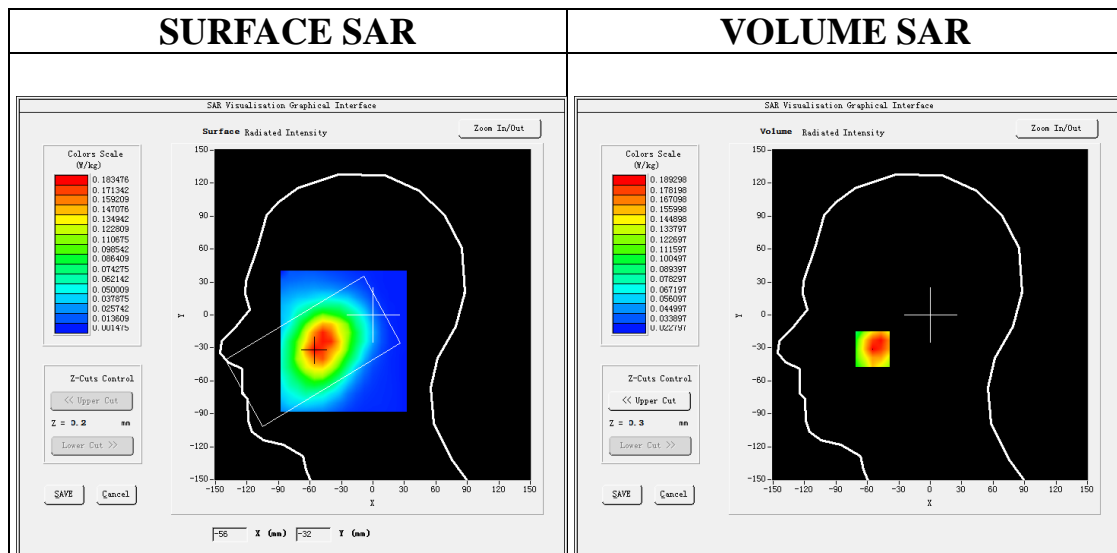 SURFACE SAR
VOLUME SAR
SAR Visualisation Graphical Interface
Surface Radiated Intensity
Zoom In/Out
Colors Scale
(W/kg)
0.183476
0.171342
0.159209
0.147076
0.134942
0.122809
0.110675
0.098542
0.086409
0.074275
0.062142
0.050009
0.037875
0.025742
0.013609
0.001475
Y
150
120
90
60
30
0
-30
-60
-90
-120
-150
-150 -120 -90 -60 -30 0 30 60 90 120 150
X
Z-Cuts Control
<< Upper Cut
Z = 0.2 mm
Lower Cut >>
SAVE Cancel
-56 X (mm) -32 Y (mm)
SAR Visualisation Graphical Interface
Volume Radiated Intensity
Zoom In/Out
Colors Scale
(W/kg)
0.189298
0.178198
0.167098
0.155998
0.144898
0.133797
0.122697
0.111597
0.100497
0.089397
0.078297
0.067197
0.056097
0.044997
0.033897
0.022797
Y
150
120
90
60
30
0
-30
-60
-90
-120
-150
-150 -120 -90 -60 -30 0 30 60 90 120 150
X
Z-Cuts Control
<< Upper Cut
Z = 0.3 mm
Lower Cut >>
SAVE Cancel